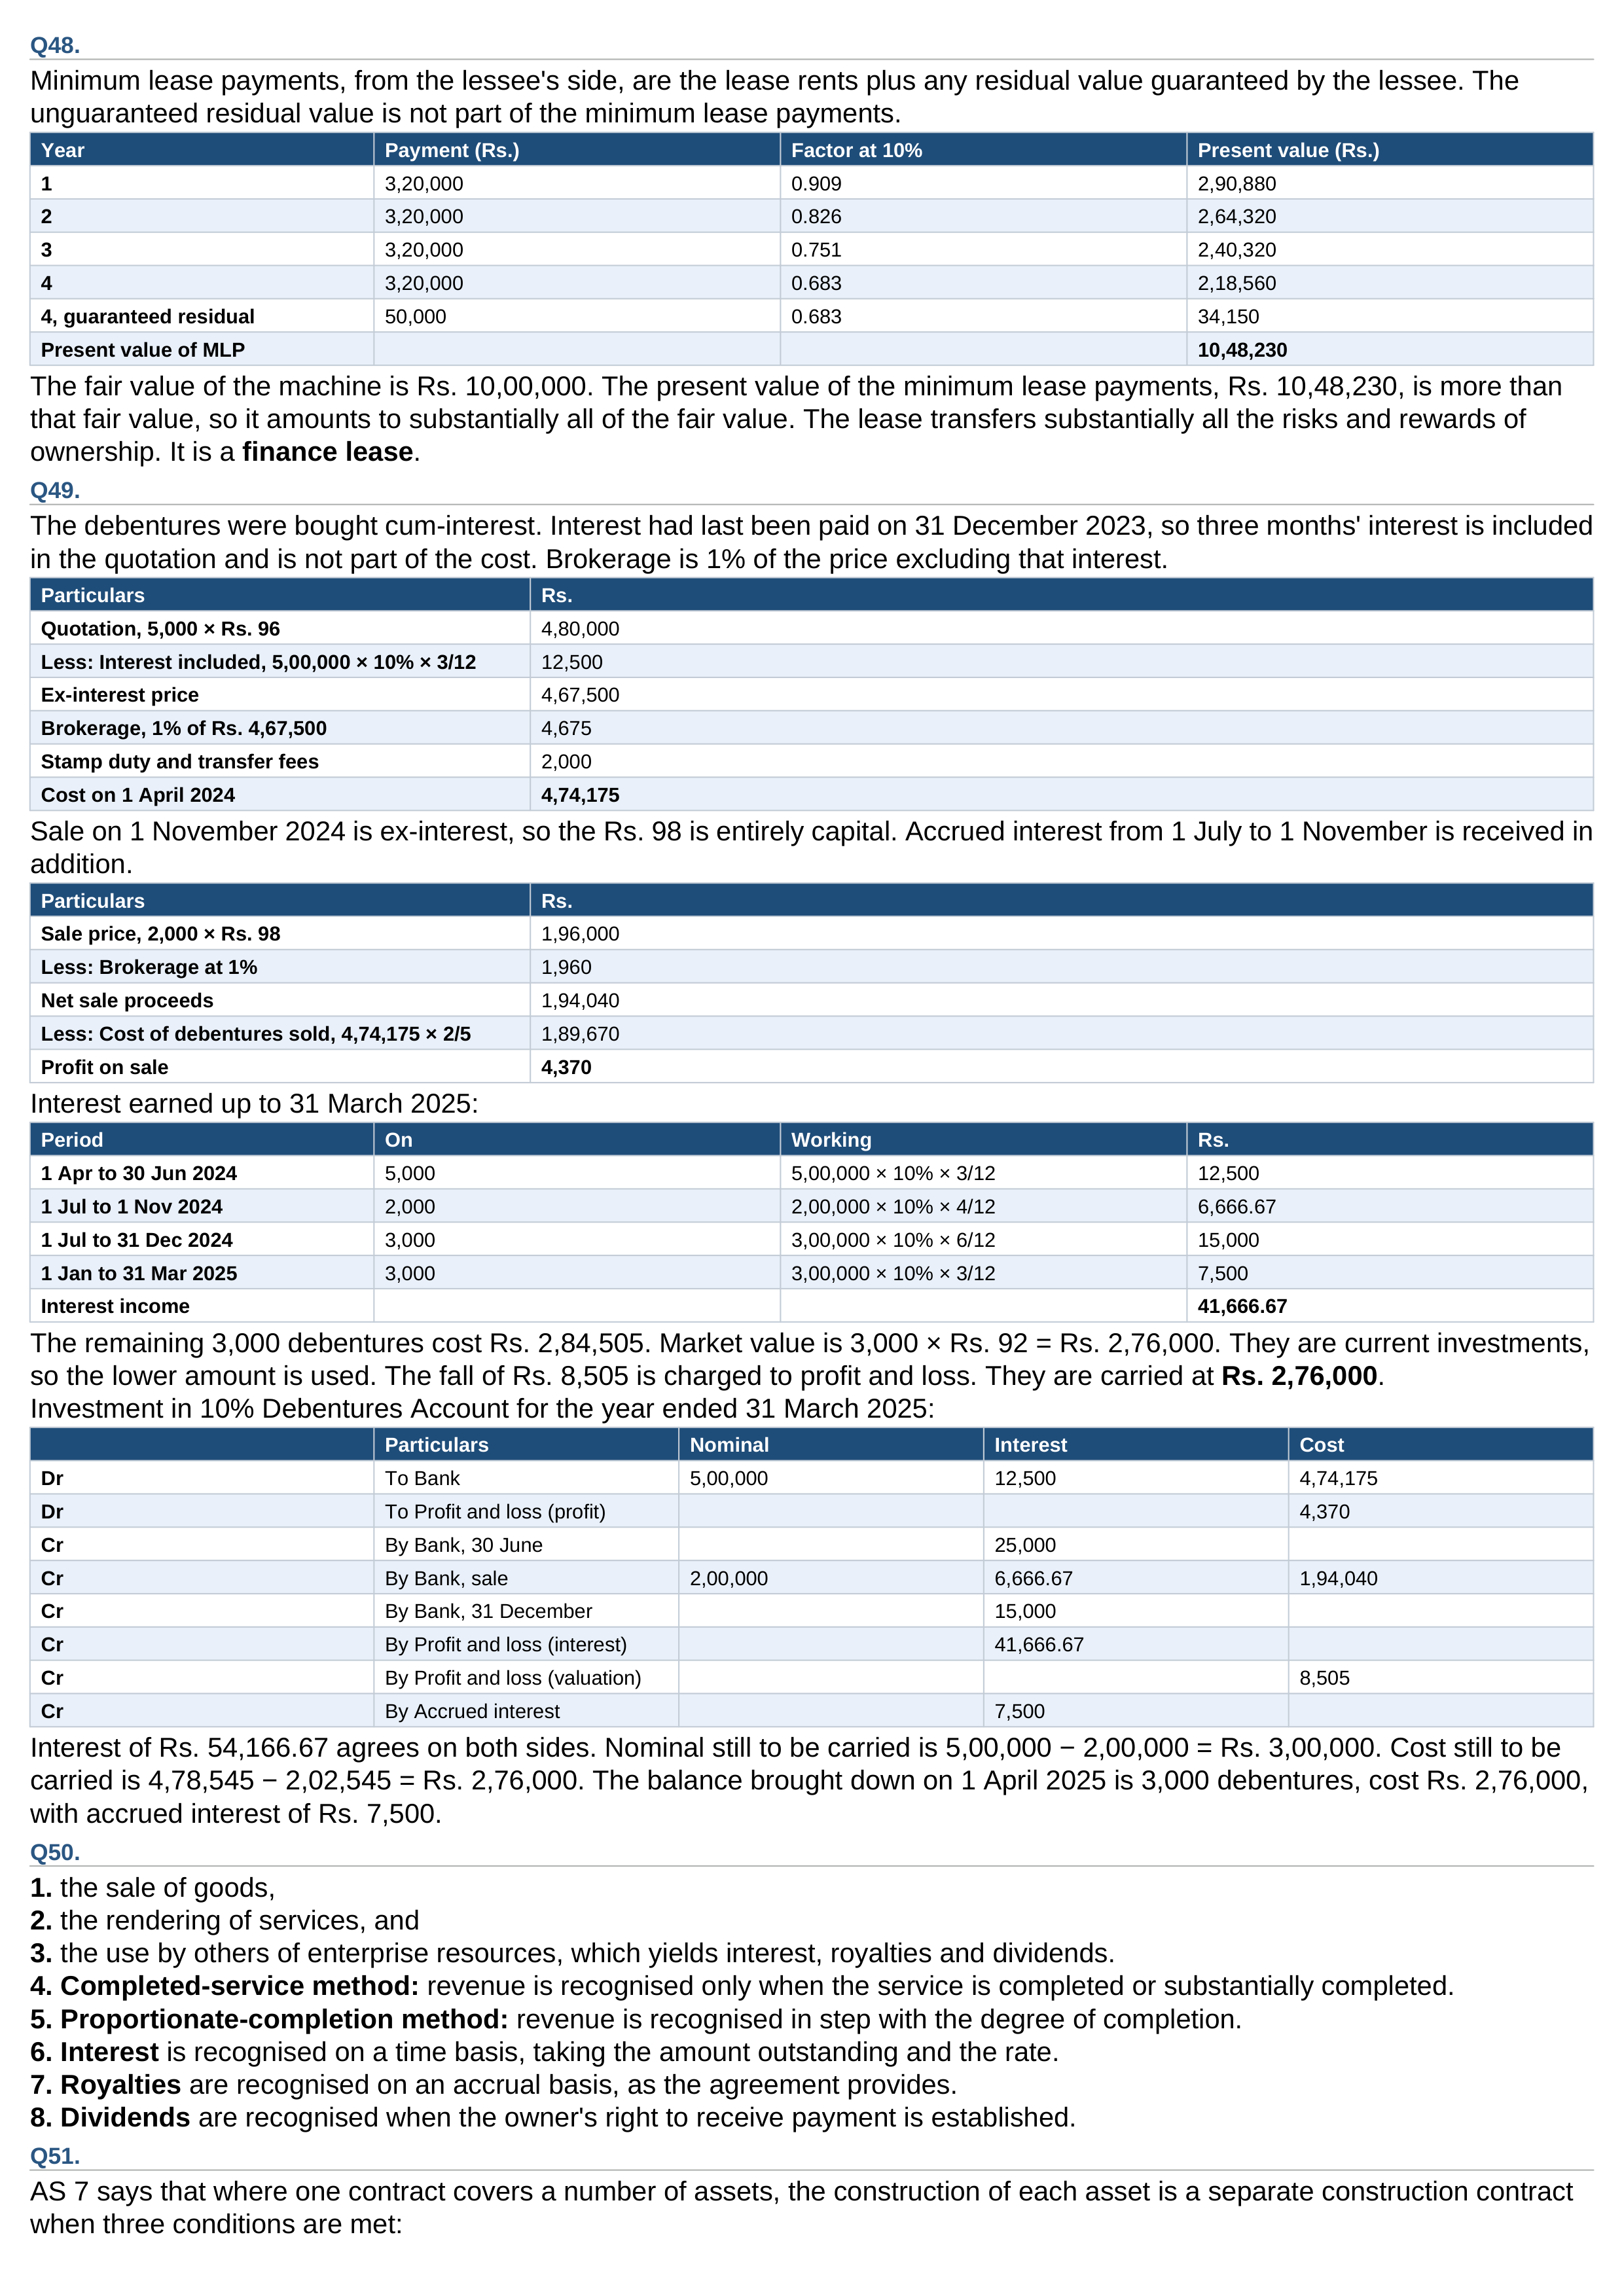 Q48.
Minimum lease payments, from the lessee's side, are the lease rents plus any residual value guaranteed by the lessee. The
unguaranteed residual value is not part of the minimum lease payments.
Year Payment (Rs.) Factor at 10% Present value (Rs.)
1 3,20,000 0.909 2,90,880
2 3,20,000 0.826 2,64,320
3 3,20,000 0.751 2,40,320
4 3,20,000 0.683 2,18,560
4, guaranteed residual 50,000 0.683 34,150
Present value of MLP 10,48,230
The fair value of the machine is Rs. 10,00,000. The present value of the minimum lease payments, Rs. 10,48,230, is more than
that fair value, so it amounts to substantially all of the fair value. The lease transfers substantially all the risks and rewards of
ownership. It is a finance lease.
Q49.
The debentures were bought cum-interest. Interest had last been paid on 31 December 2023, so three months' interest is included
in the quotation and is not part of the cost. Brokerage is 1% of the price excluding that interest.
Particulars Rs.
Quotation, 5,000 × Rs. 96 4,80,000
Less: Interest included, 5,00,000 × 10% × 3/12 12,500
Ex-interest price 4,67,500
Brokerage, 1% of Rs. 4,67,500 4,675
Stamp duty and transfer fees 2,000
Cost on 1 April 2024 4,74,175
Sale on 1 November 2024 is ex-interest, so the Rs. 98 is entirely capital. Accrued interest from 1 July to 1 November is received in
addition.
Particulars Rs.
Sale price, 2,000 × Rs. 98 1,96,000
Less: Brokerage at 1% 1,960
Net sale proceeds 1,94,040
Less: Cost of debentures sold, 4,74,175 × 2/5 1,89,670
Profit on sale 4,370
Interest earned up to 31 March 2025:
Period On Working Rs.
1 Apr to 30 Jun 2024 5,000 5,00,000 × 10% × 3/12 12,500
1 Jul to 1 Nov 2024 2,000 2,00,000 × 10% × 4/12 6,666.67
1 Jul to 31 Dec 2024 3,000 3,00,000 × 10% × 6/12 15,000
1 Jan to 31 Mar 2025 3,000 3,00,000 × 10% × 3/12 7,500
Interest income 41,666.67
The remaining 3,000 debentures cost Rs. 2,84,505. Market value is 3,000 × Rs. 92 = Rs. 2,76,000. They are current investments,
so the lower amount is used. The fall of Rs. 8,505 is charged to profit and loss. They are carried at Rs. 2,76,000.
Investment in 10% Debentures Account for the year ended 31 March 2025:
Particulars Nominal Interest Cost
Dr To Bank 5,00,000 12,500 4,74,175
Dr To Profit and loss (profit) 4,370
Cr By Bank, 30 June 25,000
Cr By Bank, sale 2,00,000 6,666.67 1,94,040
Cr By Bank, 31 December 15,000
Cr By Profit and loss (interest) 41,666.67
Cr By Profit and loss (valuation) 8,505
Cr By Accrued interest 7,500
Interest of Rs. 54,166.67 agrees on both sides. Nominal still to be carried is 5,00,000 − 2,00,000 = Rs. 3,00,000. Cost still to be
carried is 4,78,545 − 2,02,545 = Rs. 2,76,000. The balance brought down on 1 April 2025 is 3,000 debentures, cost Rs. 2,76,000,
with accrued interest of Rs. 7,500.
Q50.
1. the sale of goods,
2. the rendering of services, and
3. the use by others of enterprise resources, which yields interest, royalties and dividends.
4. Completed-service method: revenue is recognised only when the service is completed or substantially completed.
5. Proportionate-completion method: revenue is recognised in step with the degree of completion.
6. Interest is recognised on a time basis, taking the amount outstanding and the rate.
7. Royalties are recognised on an accrual basis, as the agreement provides.
8. Dividends are recognised when the owner's right to receive payment is established.
Q51.
AS 7 says that where one contract covers a number of assets, the construction of each asset is a separate construction contract
when three conditions are met: